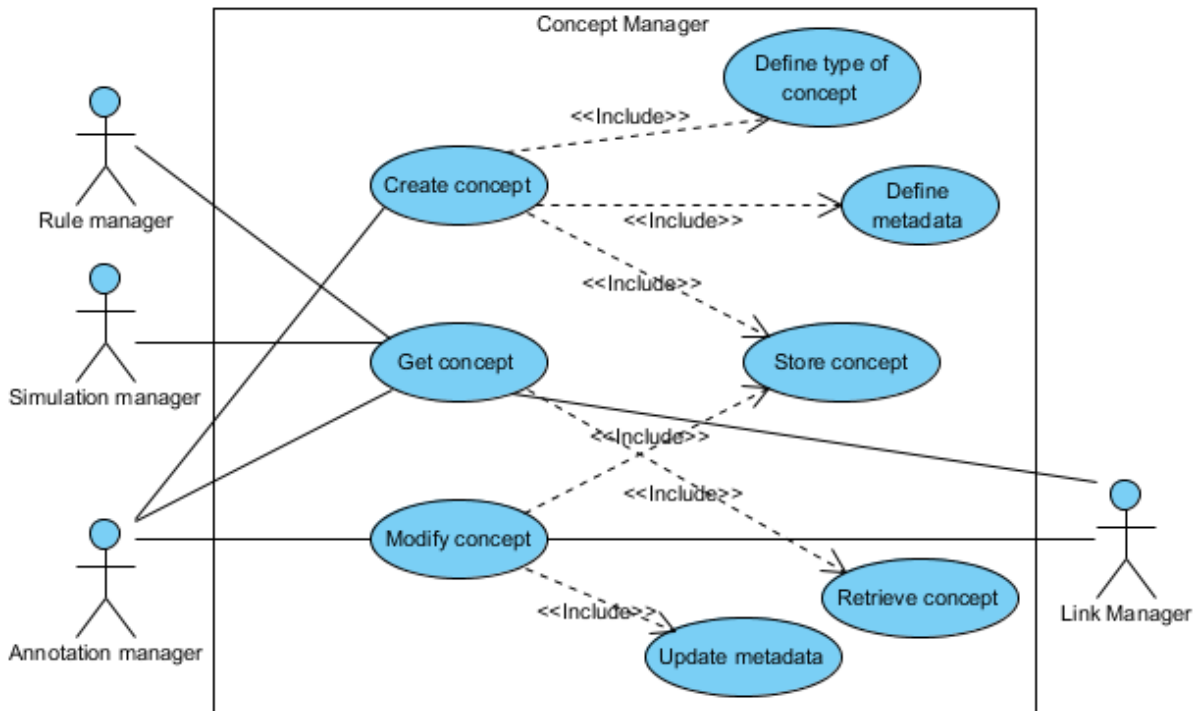 Concept Manager
Define type of
concept
<<Include>>
Create concept
Define
metadata
<<Include>>
Rule manager
<<Include>>
Get concept
Store concept
Simulation manager
<<Include>>
<<Include>>
Modify concept
Retrieve concept
<<Include>>
Link Manager
Annotation manager
Update metadata